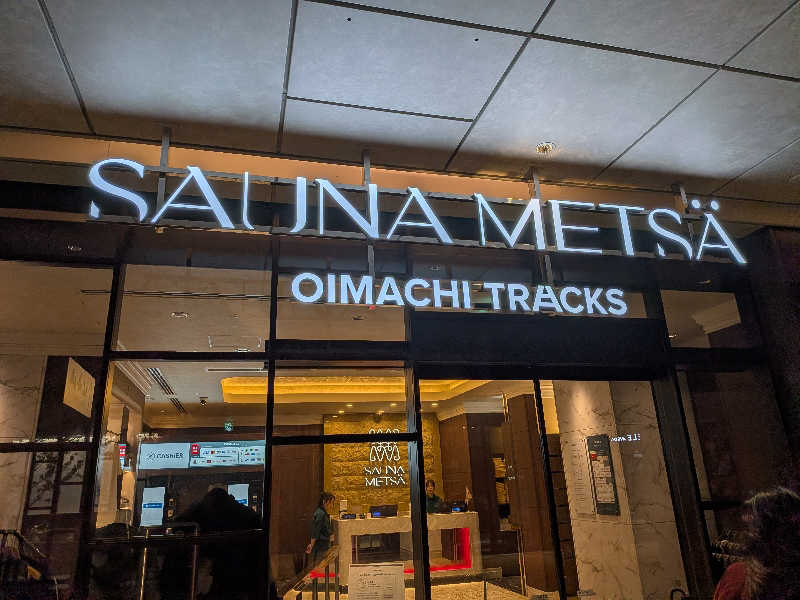 SAUNA METSÄ
OIMACHI TRACKS
CASHIER
SAUNA
METSÄ